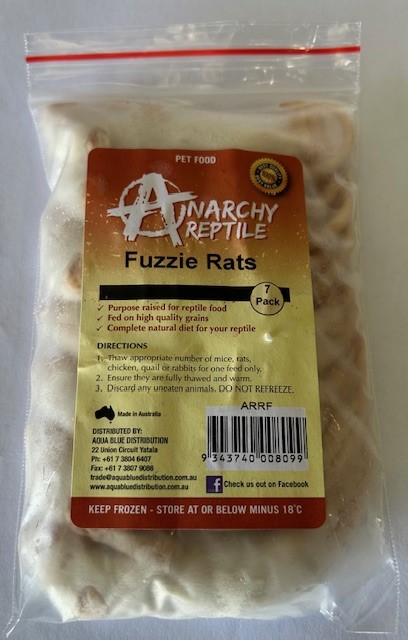 PET FOOD
ANARCHY
REPTILE
Fuzzie Rats
7
Pack
✓ Purpose raised for reptile food
✓ Fed on high quality grains
✓ Complete natural diet for your reptile
DIRECTIONS
1. Thaw appropriate number of mice, rats,
chicken, quail or rabbits for one feed only.
2. Ensure they are fully thawed and warm.
3. Discard any uneaten animals. DO NOT REFREEZE.
ARRF
Made in Australia
DISTRIBUTED BY:
AQUA BLUE DISTRIBUTION
22 Union Circuit Yatala
Ph: +61 7 3804 6407
Fax: +61 7 3807 9086
trade@aquabluedistribution.com.au
www.aquabluedistribution.com.au
9 343740 008099
f Check us out on Facebook
KEEP FROZEN - STORE AT OR BELOW MINUS 18°C